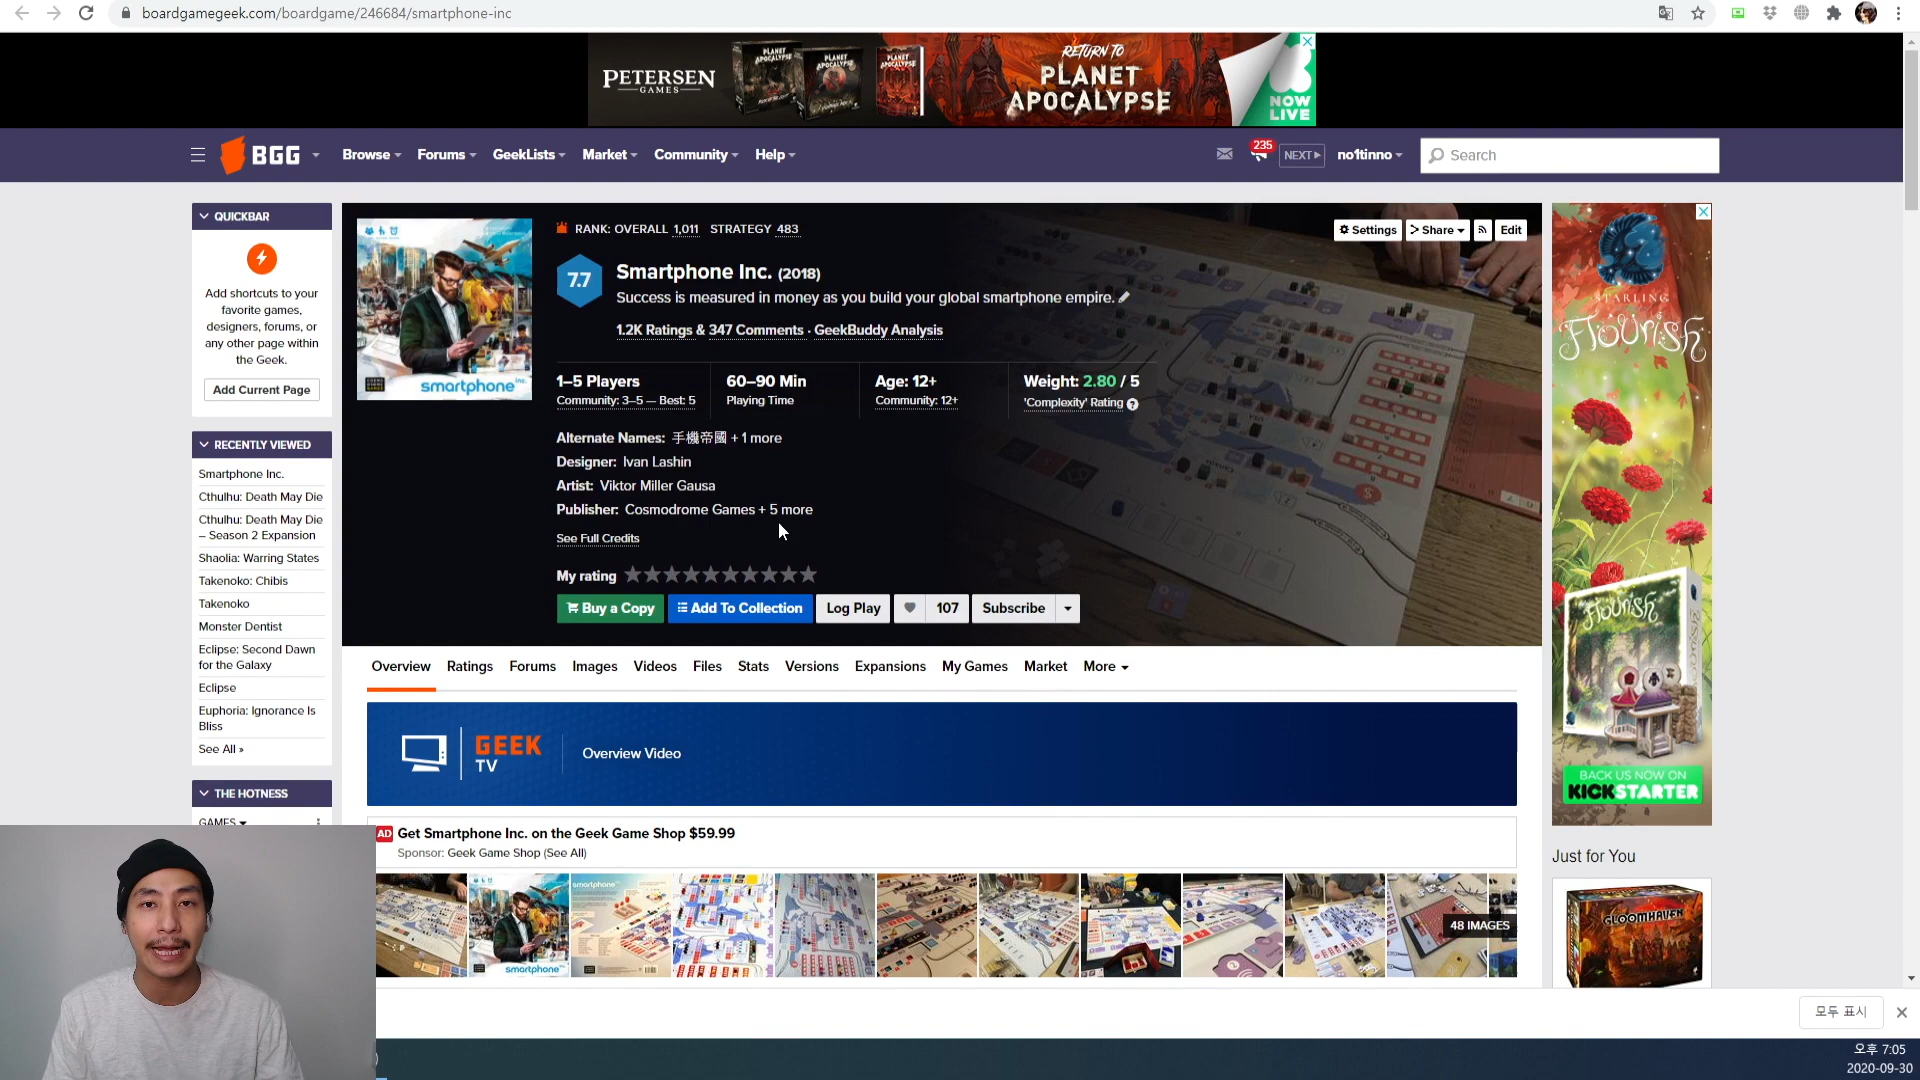 boardgamegeek.com/boardgame/246684/smartphone-inc
PETERSEN
GAMES
PLANET
APOCALYPSE
RETURN TO
PLANET
APOCALYPSE
NOW
LIVE
BGG
Browse
Forums
GeekLists
Market
Community
Help
235
NEXT
no1tinno
Search
QUICKBAR
Add shortcuts to your
favorite games,
designers, forums, or
any other page within
the Geek.
Add Current Page
RECENTLY VIEWED
Smartphone Inc.
Cthulhu: Death May Die
Cthulhu: Death May Die
– Season 2 Expansion
Shaolia: Warring States
Takenoko: Chibis
Takenoko
Monster Dentist
Eclipse: Second Dawn
for the Galaxy
Eclipse
Euphoria: Ignorance Is
Bliss
See All »
THE HOTNESS
GAMES
smartphone inc.
RANK: OVERALL 1,011 STRATEGY 483
Settings
Share
Edit
7.7
Smartphone Inc. (2018)
Success is measured in money as you build your global smartphone empire.
1.2K Ratings & 347 Comments · GeekBuddy Analysis
1–5 Players
Community: 3–5 — Best: 5
60–90 Min
Playing Time
Age: 12+
Community: 12+
Weight: 2.80 / 5
'Complexity' Rating
Alternate Names: 手機帝國 + 1 more
Designer: Ivan Lashin
Artist: Viktor Miller Gausa
Publisher: Cosmodrome Games + 5 more
See Full Credits
My rating
Buy a Copy
Add To Collection
Log Play
107
Subscribe
Overview
Ratings
Forums
Images
Videos
Files
Stats
Versions
Expansions
My Games
Market
More
GEEK
TV
Overview Video
AD Get Smartphone Inc. on the Geek Game Shop $59.99
Sponsor: Geek Game Shop (See All)
smartphone
smartphone
48 IMAGES
STARLING
Flourish
Flourish
BACK US NOW ON
KICKSTARTER
Just for You
GLOOMHAVEN
모두 표시
오후 7:05
2020-09-30